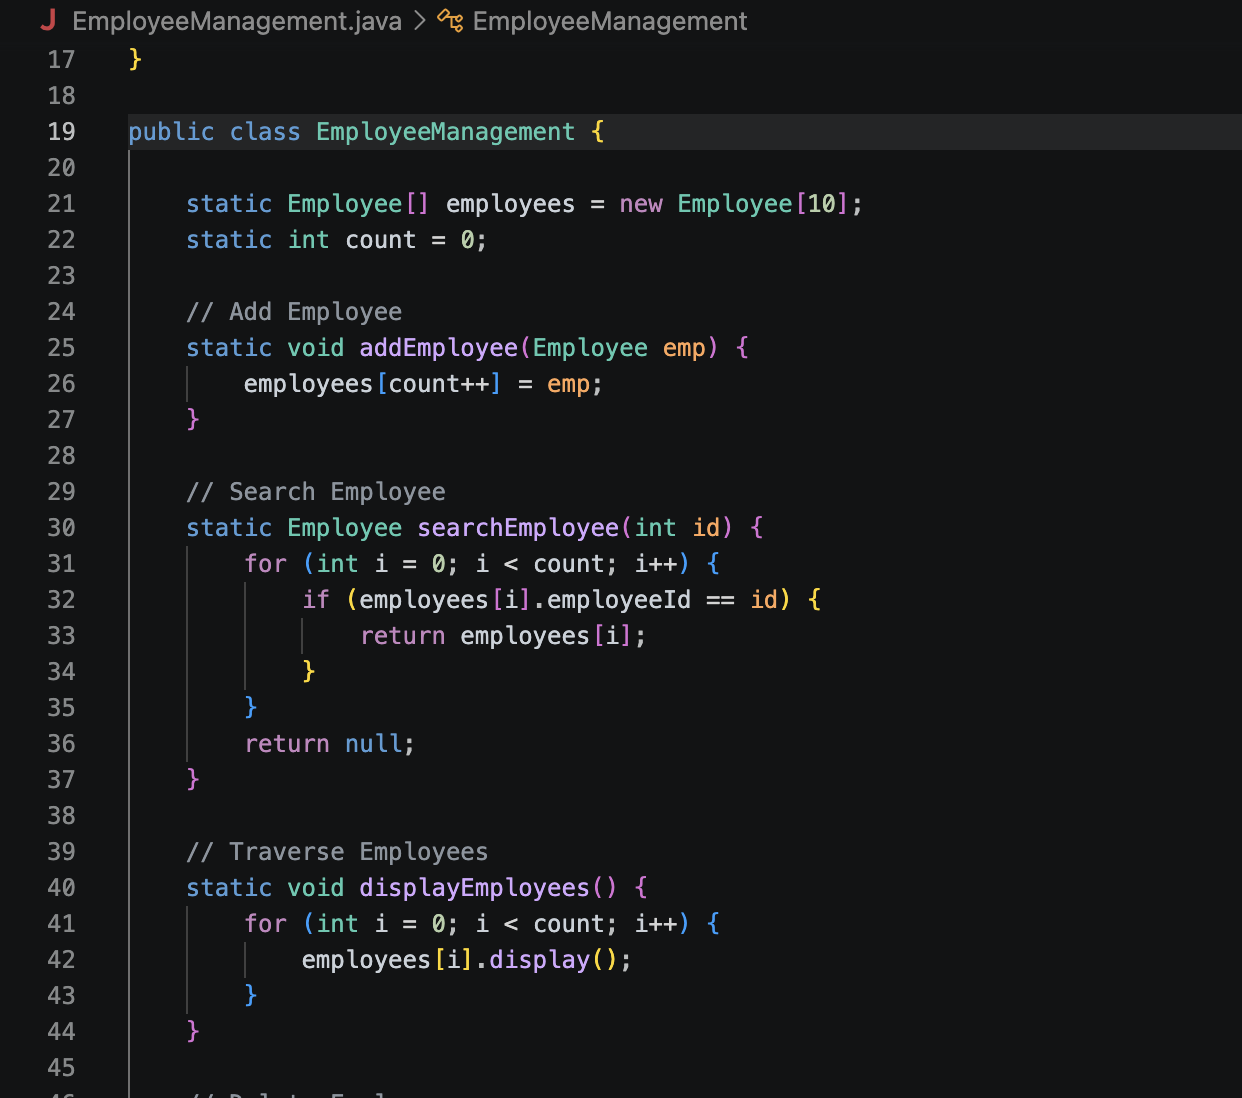 EmployeeManagement.java > EmployeeManagement
17 }
18
19 public class EmployeeManagement {
20
21     static Employee[] employees = new Employee[10];
22     static int count = 0;
23
24     // Add Employee
25     static void addEmployee(Employee emp) {
26         employees[count++] = emp;
27     }
28
29     // Search Employee
30     static Employee searchEmployee(int id) {
31         for (int i = 0; i < count; i++) {
32             if (employees[i].employeeId == id) {
33                 return employees[i];
34             }
35         }
36         return null;
37     }
38
39     // Traverse Employees
40     static void displayEmployees() {
41         for (int i = 0; i < count; i++) {
42             employees[i].display();
43         }
44     }
45